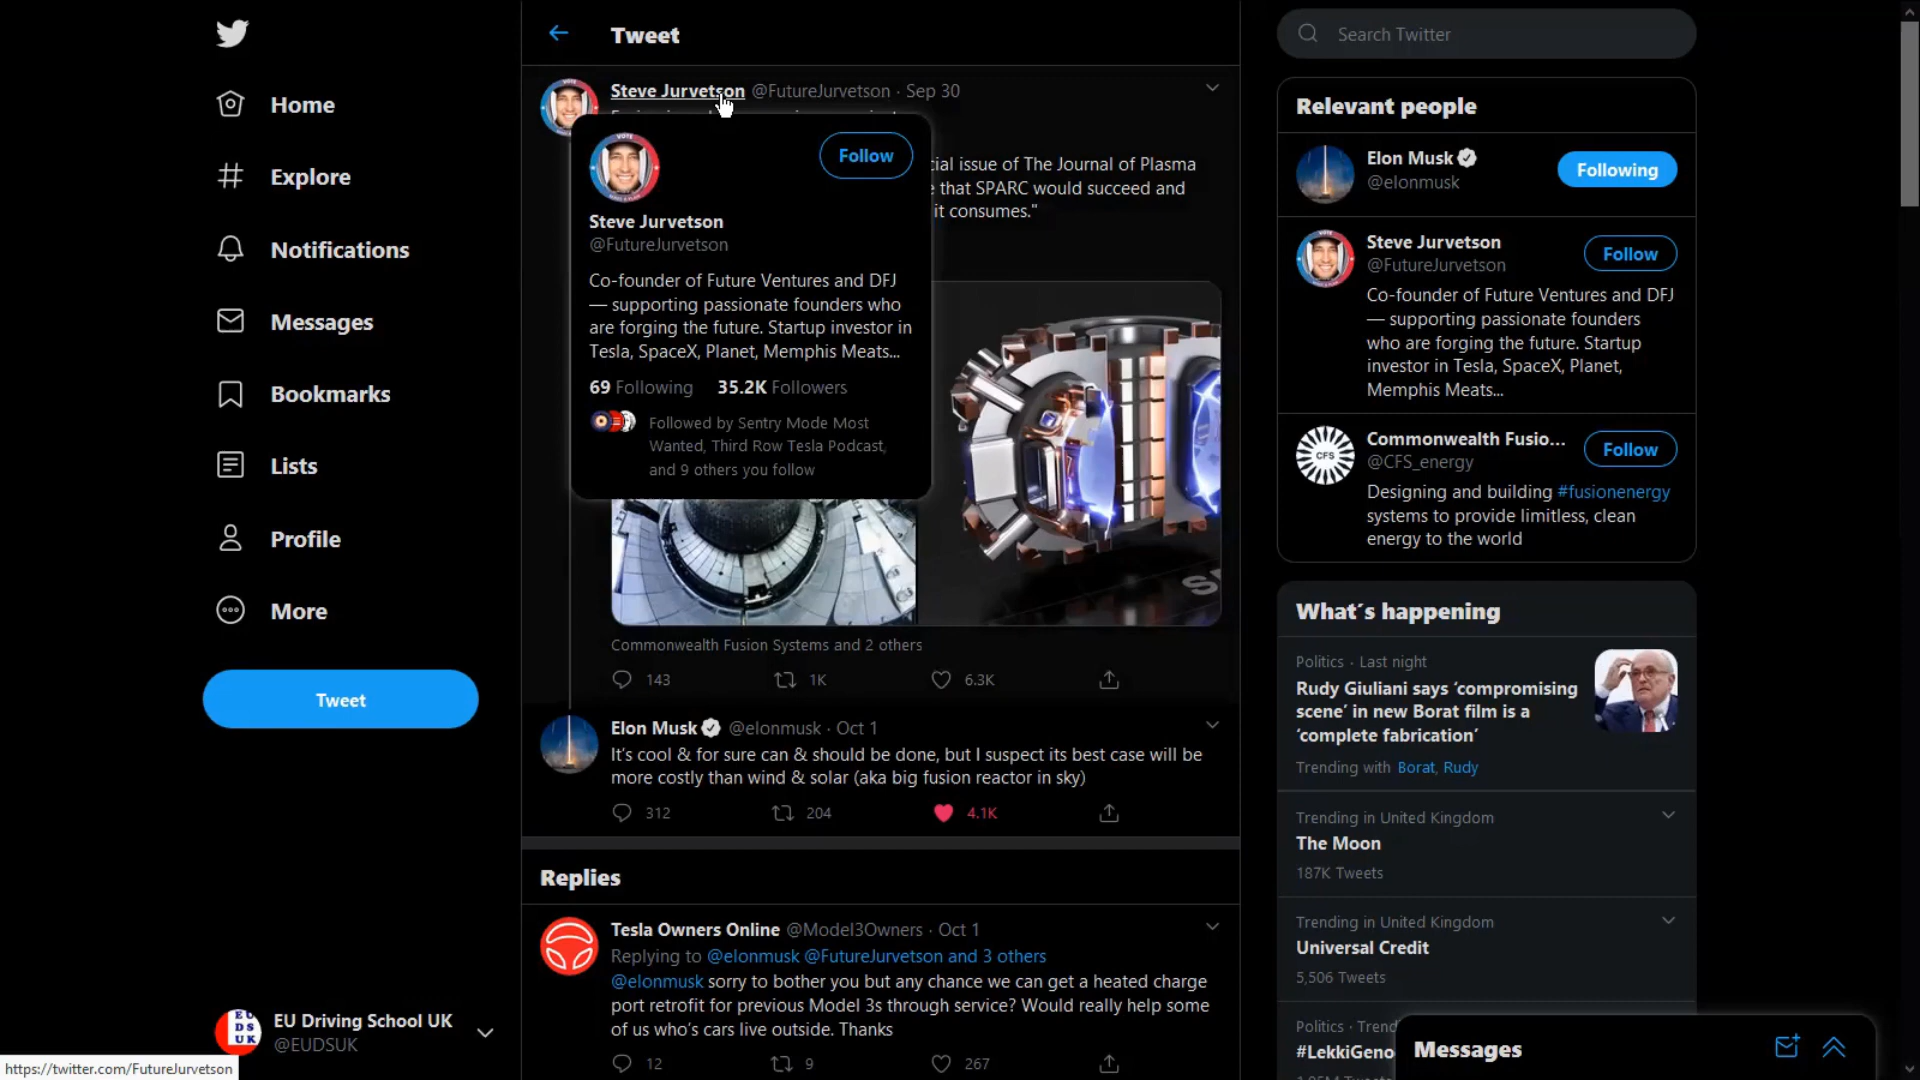 Home
Explore
Notifications
Messages
Bookmarks
Lists
Profile
More
Tweet
EU Driving School UK
@EUDSUK
https://twitter.com/FutureJurvetson
Tweet
Steve Jurvetson @FutureJurvetson · Sep 30
cial issue of The Journal of Plasma
e that SPARC would succeed and
it consumes."
Follow
Steve Jurvetson
@FutureJurvetson
Co-founder of Future Ventures and DFJ
— supporting passionate founders who
are forging the future. Startup investor in
Tesla, SpaceX, Planet, Memphis Meats...
69 Following 35.2K Followers
Followed by Sentry Mode Most
Wanted, Third Row Tesla Podcast,
and 9 others you follow
Commonwealth Fusion Systems and 2 others
143 1K 6.3K
Elon Musk @elonmusk · Oct 1
It's cool & for sure can & should be done, but I suspect its best case will be
more costly than wind & solar (aka big fusion reactor in sky)
312 204 4.1K
Replies
Tesla Owners Online @Model3Owners · Oct 1
Replying to @elonmusk @FutureJurvetson and 3 others
@elonmusk sorry to bother you but any chance we can get a heated charge
port retrofit for previous Model 3s through service? Would really help some
of us who's cars live outside. Thanks
12 9 267
Search Twitter
Relevant people
Elon Musk
@elonmusk
Following
Steve Jurvetson
@FutureJurvetson
Follow
Co-founder of Future Ventures and DFJ
— supporting passionate founders
who are forging the future. Startup
investor in Tesla, SpaceX, Planet,
Memphis Meats...
CFS
Commonwealth Fusio...
@CFS_energy
Follow
Designing and building #fusionenergy
systems to provide limitless, clean
energy to the world
What's happening
Politics · Last night
Rudy Giuliani says 'compromising
scene' in new Borat film is a
'complete fabrication'
Trending with Borat, Rudy
Trending in United Kingdom
The Moon
187K Tweets
Trending in United Kingdom
Universal Credit
5,506 Tweets
Politics · Trend
#LekkiGeno
Messages